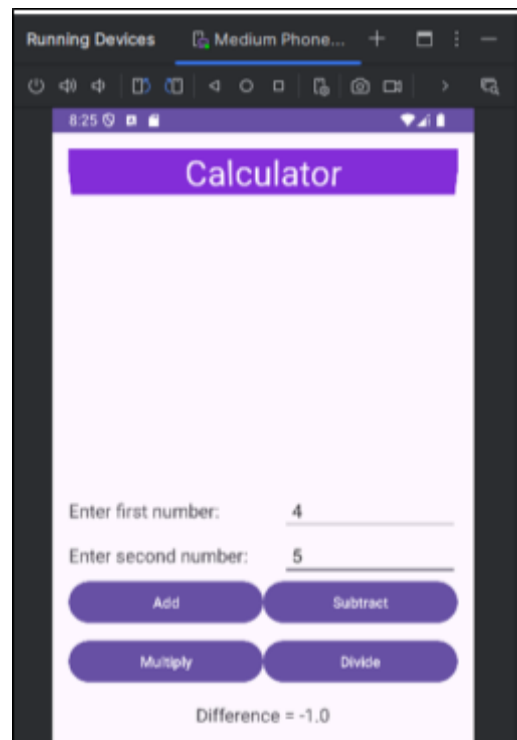 Running Devices Medium Phone...
8:25
Calculator
Enter first number: 4
Enter second number: 5
Add Subtract
Multiply Divide
Difference = -1.0